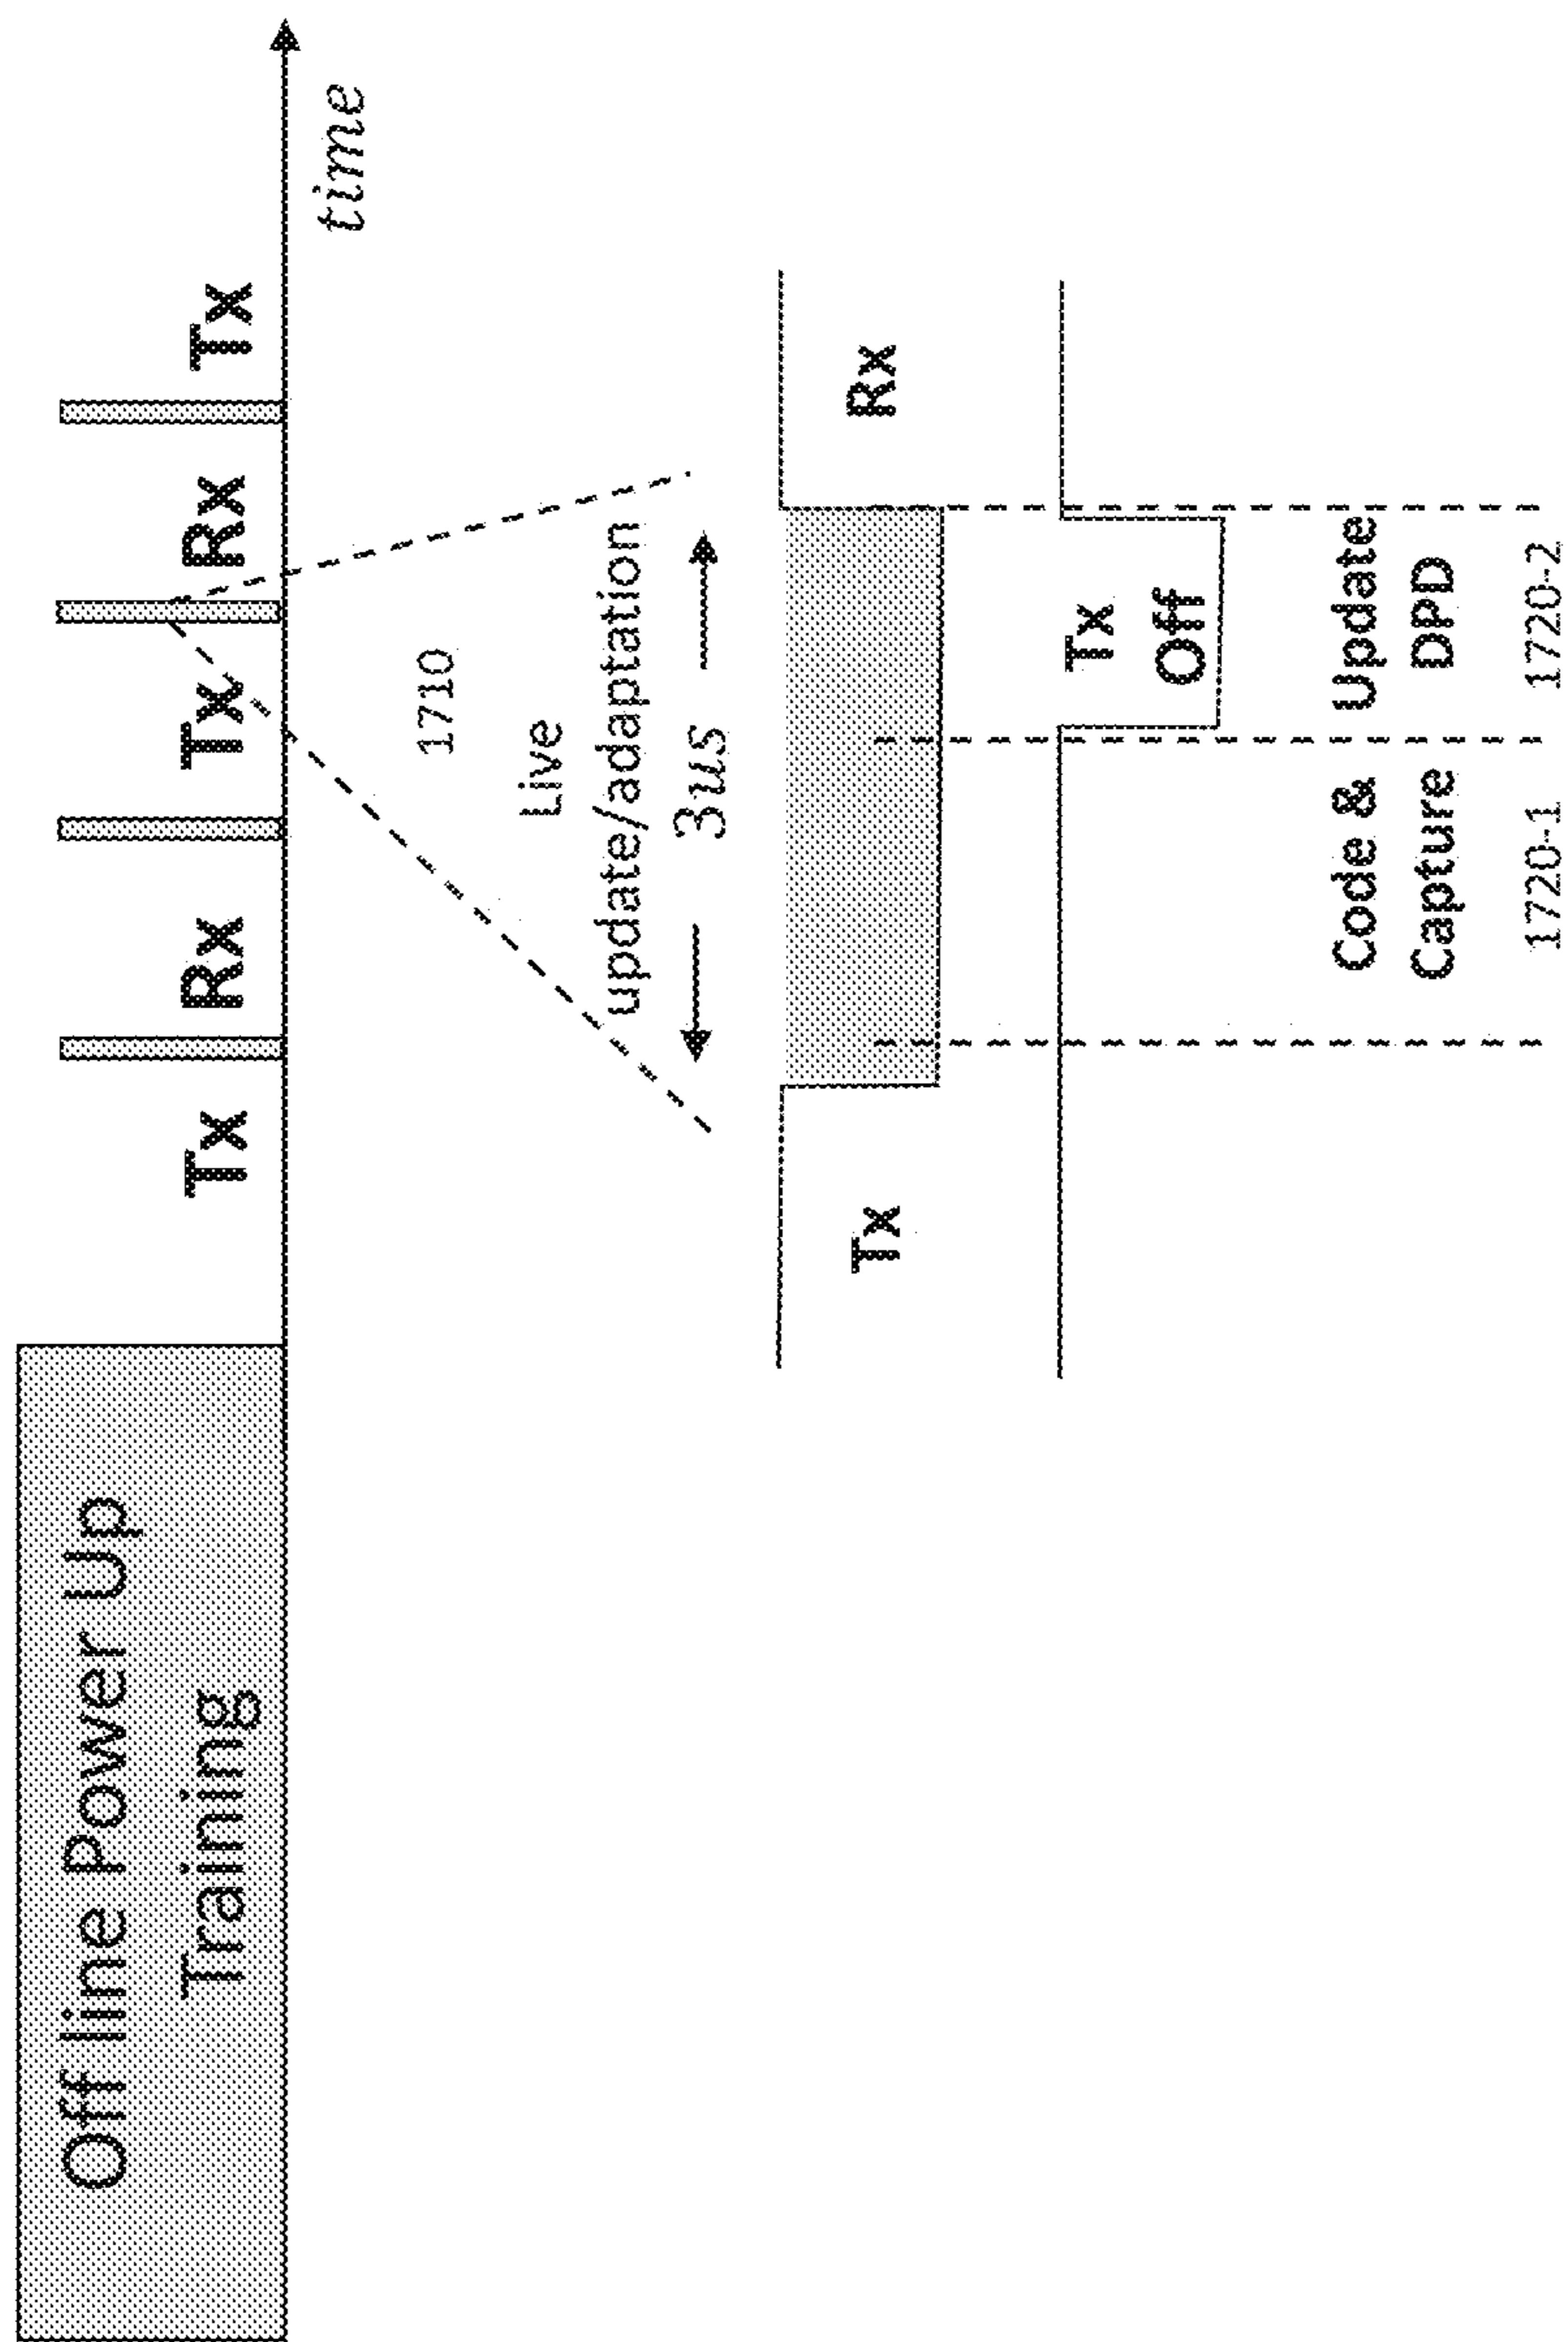 Off line Power Up
Training
Tx
Rx
Tx
Rx
Tx
time
1710
Live
update/adaptation
3us
Tx
Rx
Tx
Off
Code &
Capture
1720-1
Update
DPD
1720-2